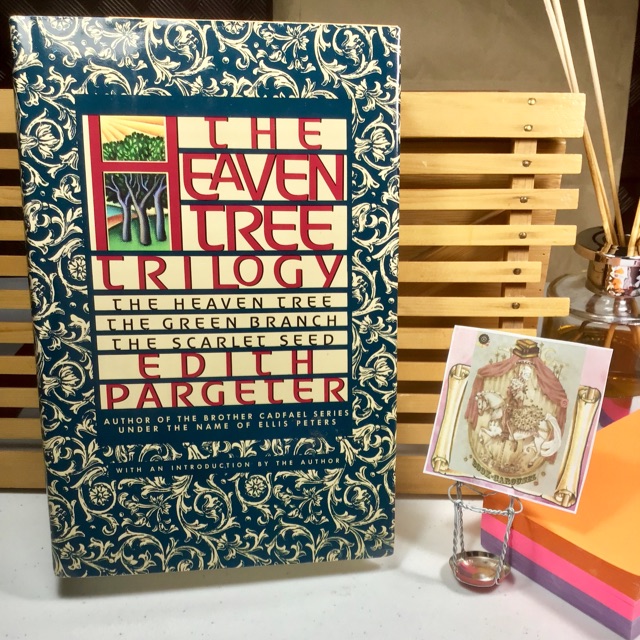 THE
HEAVEN
TREE
TRILOGY
THE HEAVEN TREE
THE GREEN BRANCH
THE SCARLET SEED
EDITH
PARGETER
AUTHOR OF THE BROTHER CADFAEL SERIES
UNDER THE NAME OF ELLIS PETERS
WITH AN INTRODUCTION BY THE AUTHOR